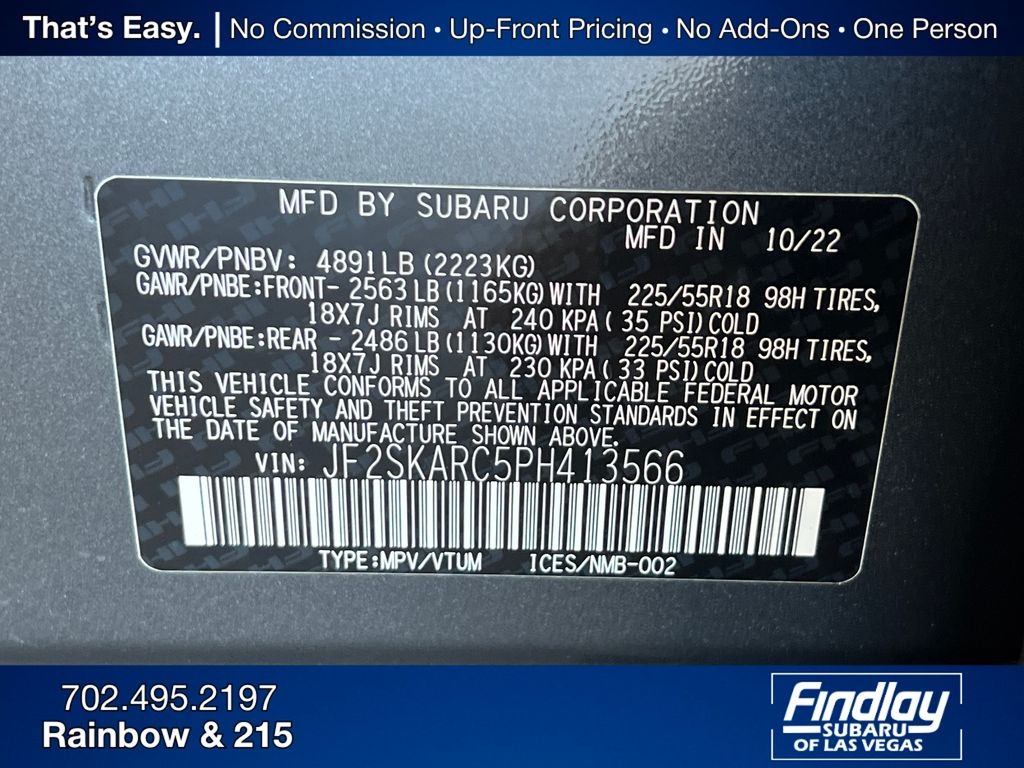 That's Easy. | No Commission • Up-Front Pricing • No Add-Ons • One Person
MFD BY SUBARU CORPORATION
MFD IN 10/22
GVWR/PNBV: 4891LB (2223KG)
GAWR/PNBE:FRONT- 2563 LB (1165KG) WITH 225/55R18 98H TIRES,
18X7J RIMS AT 240 KPA ( 35 PSI) COLD
GAWR/PNBE:REAR - 2486 LB (1130KG) WITH 225/55R18 98H TIRES,
18X7J RIMS AT 230 KPA ( 33 PSI) COLD
THIS VEHICLE CONFORMS TO ALL APPLICABLE FEDERAL MOTOR
VEHICLE SAFETY AND THEFT PREVENTION STANDARDS IN EFFECT ON
THE DATE OF MANUFACTURE SHOWN ABOVE.
VIN: JF2SKARC5PH413566
TYPE:MPV/VTUM ICES/NMB-002
702.495.2197
Rainbow & 215
Findlay
SUBARU
OF LAS VEGAS